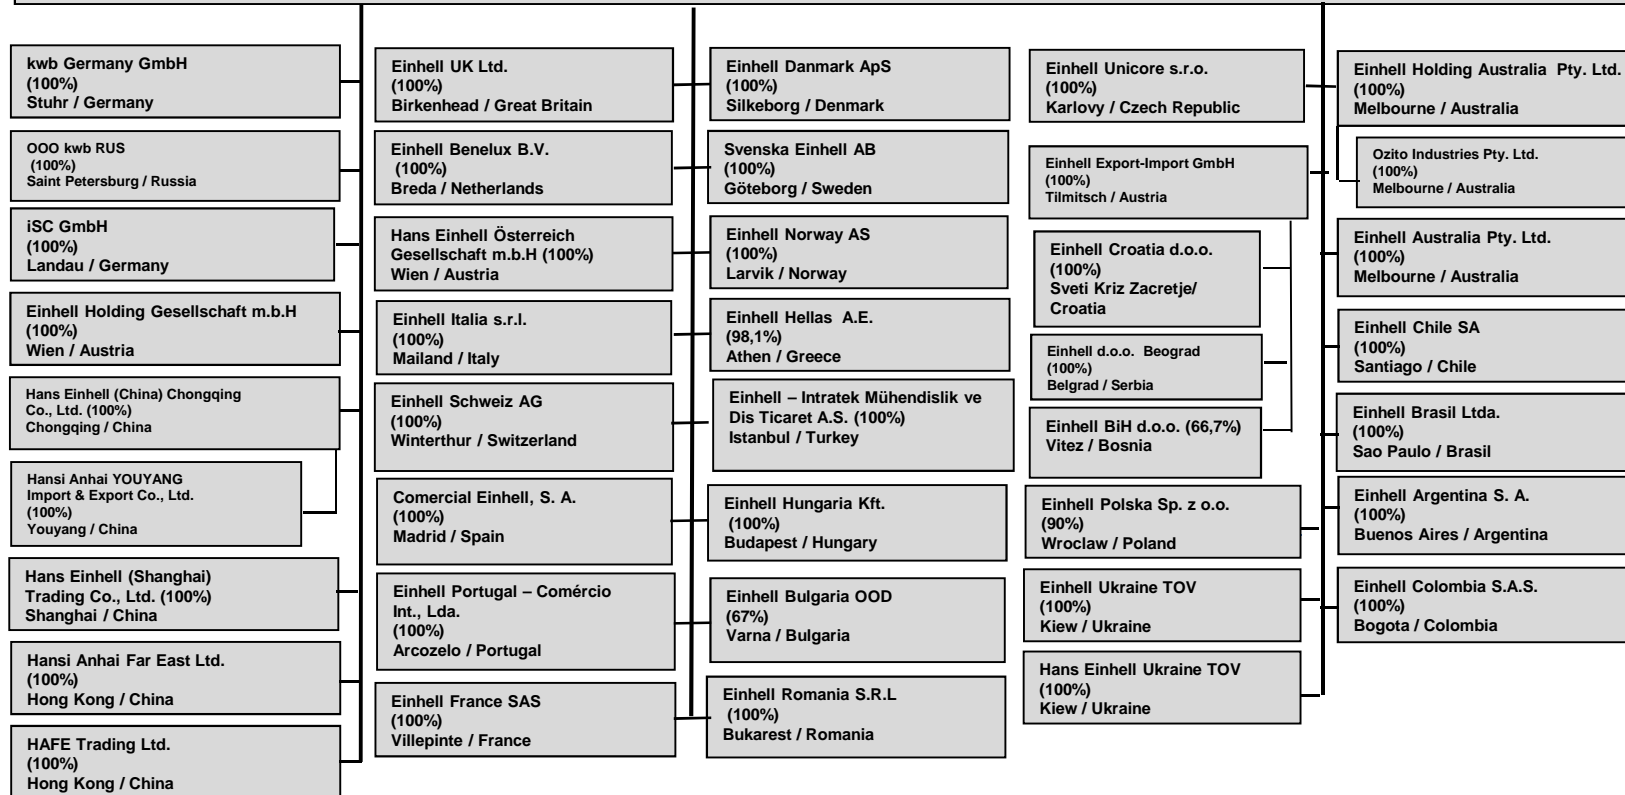 kwb Germany GmbH
(100%)
Stuhr / Germany
OOO kwb RUS
(100%)
Saint Petersburg / Russia
iSC GmbH
(100%)
Landau / Germany
Einhell Holding Gesellschaft m.b.H
(100%)
Wien / Austria
Hans Einhell (China) Chongqing
Co., Ltd. (100%)
Chongqing / China
Hansi Anhai YOUYANG
Import & Export Co., Ltd.
(100%)
Youyang / China
Hans Einhell (Shanghai)
Trading Co., Ltd. (100%)
Shanghai / China
Hansi Anhai Far East Ltd.
(100%)
Hong Kong / China
HAFE Trading Ltd.
(100%)
Hong Kong / China
Einhell UK Ltd.
(100%)
Birkenhead / Great Britain
Einhell Benelux B.V.
(100%)
Breda / Netherlands
Hans Einhell Österreich
Gesellschaft m.b.H (100%)
Wien / Austria
Einhell Italia s.r.l.
(100%)
Mailand / Italy
Einhell Schweiz AG
(100%)
Winterthur / Switzerland
Comercial Einhell, S. A.
(100%)
Madrid / Spain
Einhell Portugal – Comércio
Int., Lda.
(100%)
Arcozelo / Portugal
Einhell France SAS
(100%)
Villepinte / France
Einhell Danmark ApS
(100%)
Silkeborg / Denmark
Svenska Einhell AB
(100%)
Göteborg / Sweden
Einhell Norway AS
(100%)
Larvik / Norway
Einhell Hellas A.E.
(98,1%)
Athen / Greece
Einhell – Intratek Mühendislik ve
Dis Ticaret A.S. (100%)
Istanbul / Turkey
Einhell Hungaria Kft.
(100%)
Budapest / Hungary
Einhell Bulgaria OOD
(67%)
Varna / Bulgaria
Einhell Romania S.R.L
(100%)
Bukarest / Romania
Einhell Unicore s.r.o.
(100%)
Karlovy / Czech Republic
Einhell Export-Import GmbH
(100%)
Tilmitsch / Austria
Einhell Croatia d.o.o.
(100%)
Sveti Kriz Zacretje/
Croatia
Einhell d.o.o. Beograd
(100%)
Belgrad / Serbia
Einhell BiH d.o.o. (66,7%)
Vitez / Bosnia
Einhell Polska Sp. z o.o.
(90%)
Wroclaw / Poland
Einhell Ukraine TOV
(100%)
Kiew / Ukraine
Hans Einhell Ukraine TOV
(100%)
Kiew / Ukraine
Einhell Holding Australia Pty. Ltd.
(100%)
Melbourne / Australia
Ozito Industries Pty. Ltd.
(100%)
Melbourne / Australia
Einhell Australia Pty. Ltd.
(100%)
Melbourne / Australia
Einhell Chile SA
(100%)
Santiago / Chile
Einhell Brasil Ltda.
(100%)
Sao Paulo / Brasil
Einhell Argentina S. A.
(100%)
Buenos Aires / Argentina
Einhell Colombia S.A.S.
(100%)
Bogota / Colombia